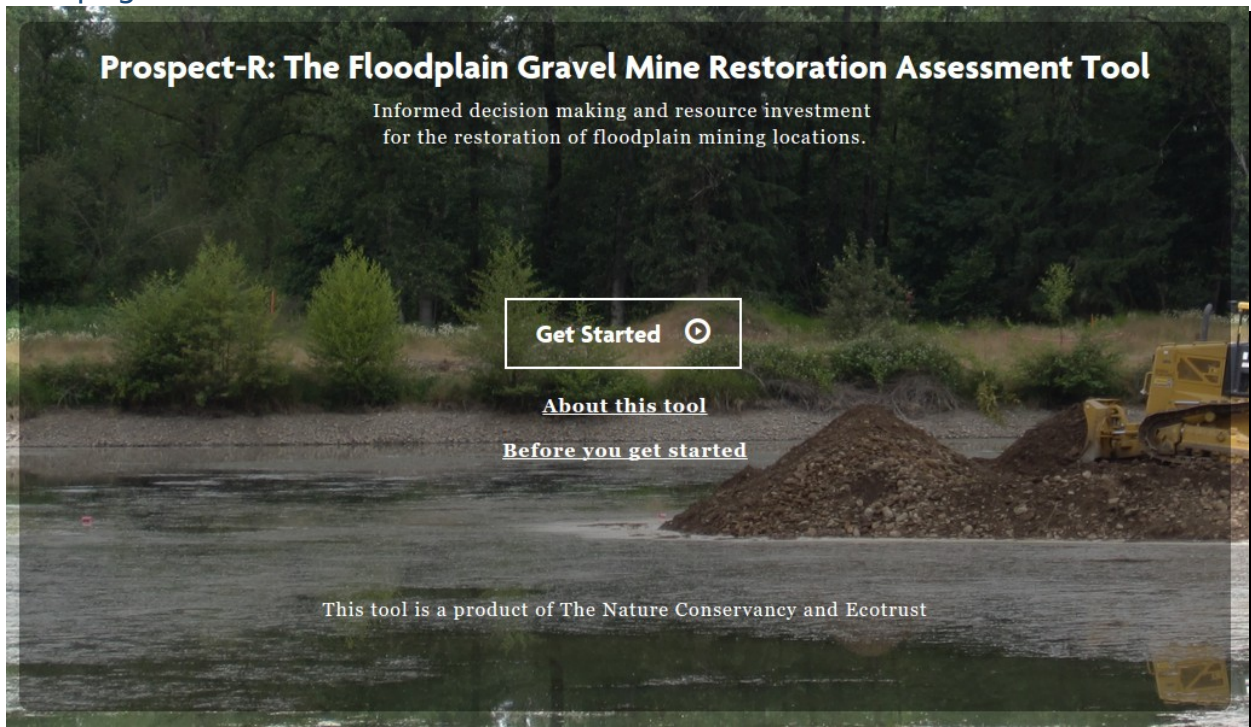 Prospect-R: The Floodplain Gravel Mine Restoration Assessment Tool
Informed decision making and resource investment
for the restoration of floodplain mining locations.
Get Started
About this tool
Before you get started
This tool is a product of The Nature Conservancy and Ecotrust